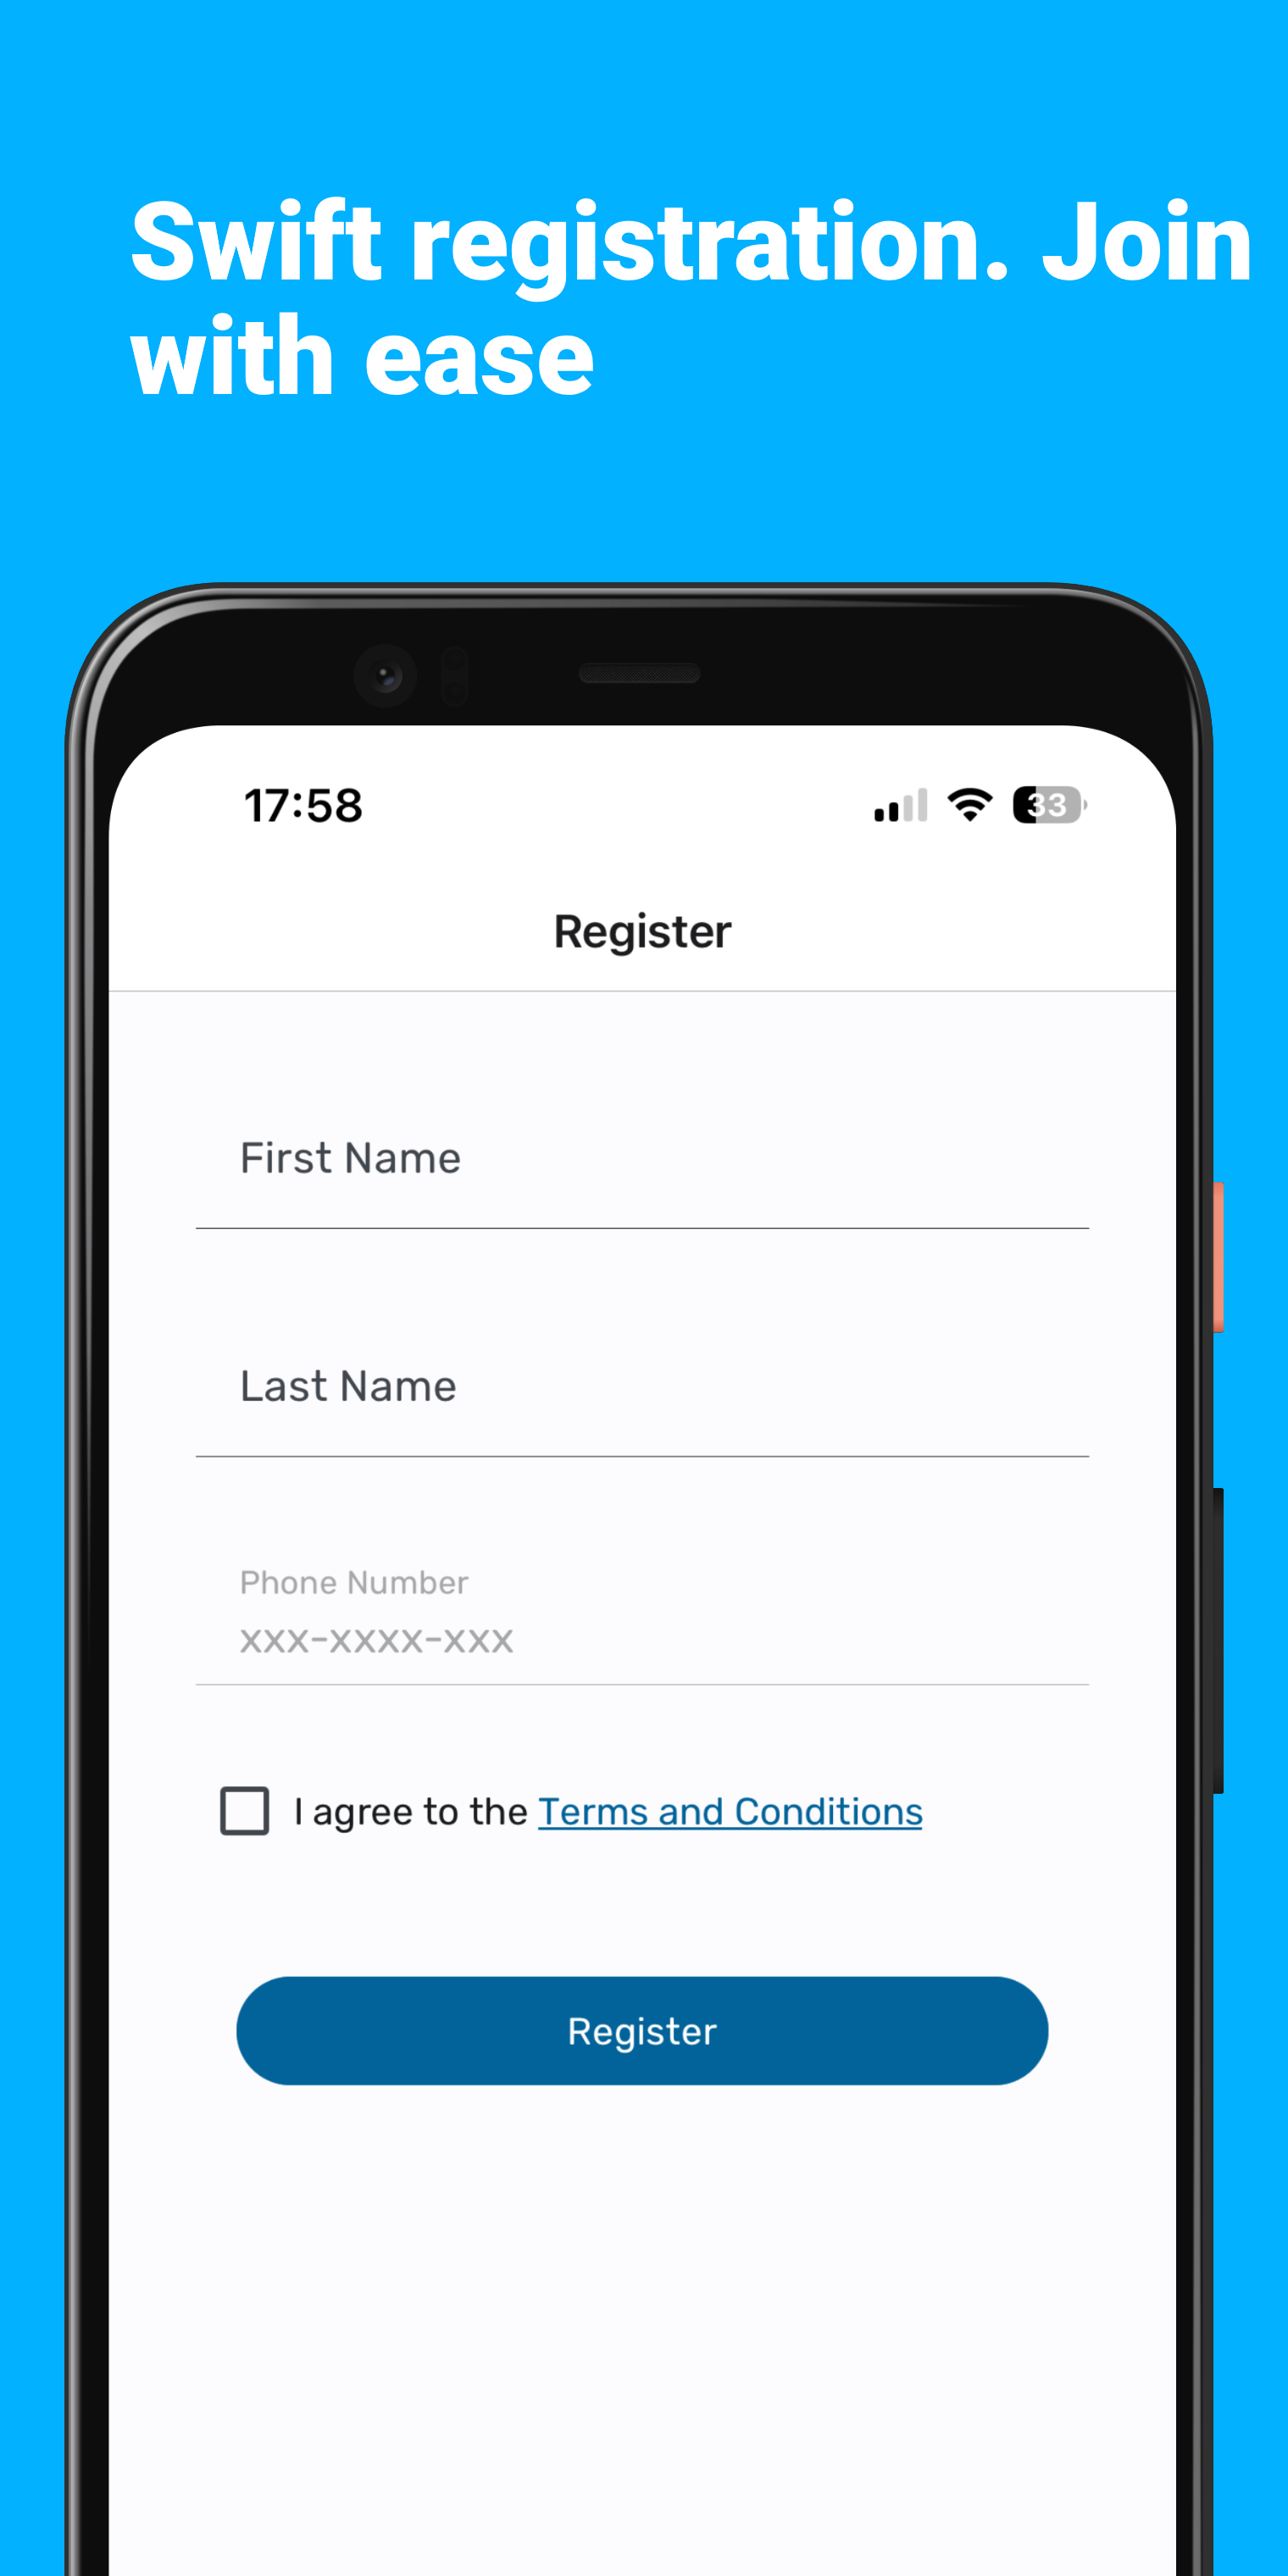 Swift registration. Join
with ease
17:58
33
Register
First Name
Last Name
Phone Number
xxx-xxxx-xxx
I agree to the Terms and Conditions
Register